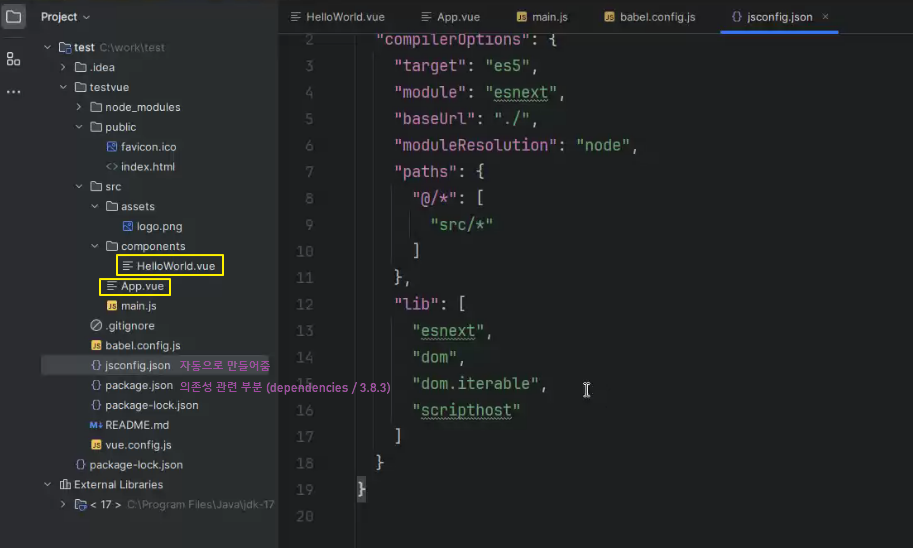 Project
HelloWorld.vue
App.vue
main.js
babel.config.js
jsconfig.json
test C:\work\test
.idea
testvue
node_modules
public
favicon.ico
index.html
src
assets
logo.png
components
HelloWorld.vue
App.vue
main.js
.gitignore
babel.config.js
jsconfig.json 자동으로 만들어줌
package.json 의존성 관련 부분 (dependencies / 3.8.3)
package-lock.json
README.md
vue.config.js
package-lock.json
External Libraries
< 17 > C:\Program Files\Java\jdk-17
2 "compilerOptions": {
3 "target": "es5",
4 "module": "esnext",
5 "baseUrl": "./",
6 "moduleResolution": "node",
7 "paths": {
8 "@/*": [
9 "src/*"
10 ]
11 },
12 "lib": [
13 "esnext",
14 "dom",
15 "dom.iterable",
16 "scripthost"
17 ]
18 }
19 }
20